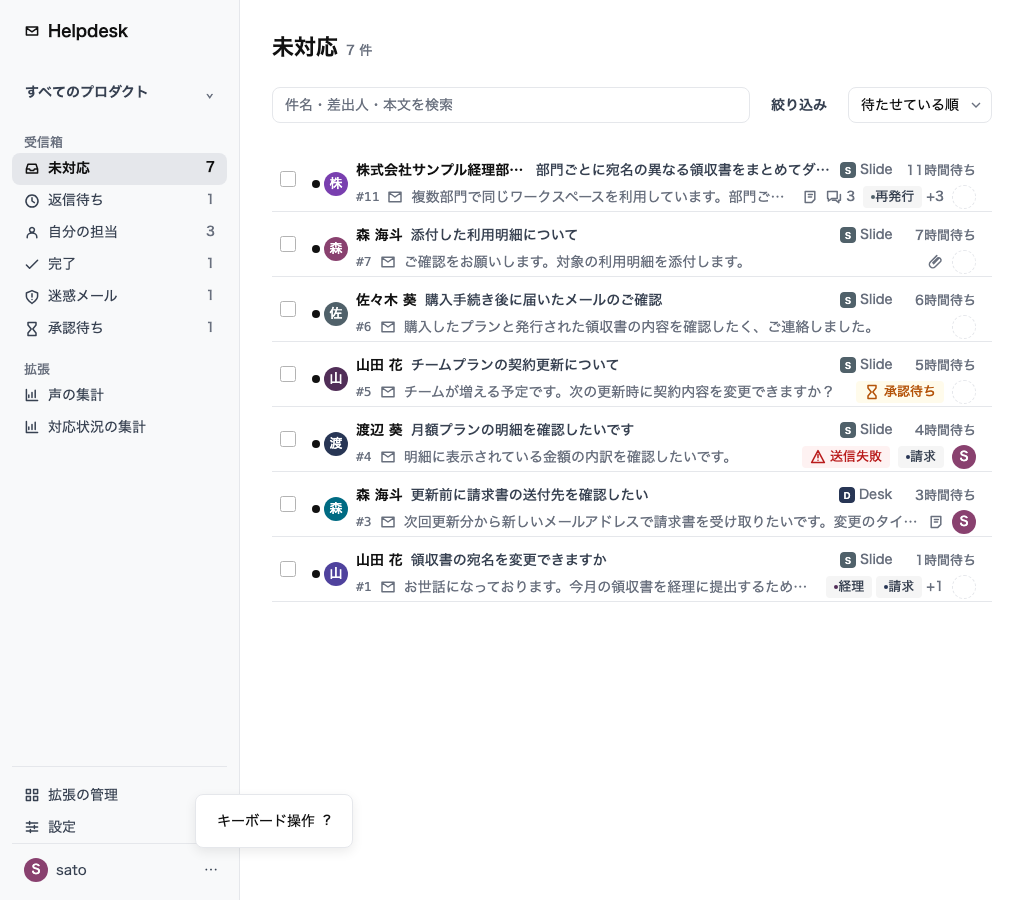 Helpdesk
すべてのプロダクト
受信箱
未対応 7
返信待ち 1
自分の担当 3
完了 1
迷惑メール 1
承認待ち 1
拡張
声の集計
対応状況の集計
拡張の管理
設定
S sato …
キーボード操作 ?
未対応 7 件
件名・差出人・本文を検索 絞り込み 待たせている順
株 株式会社サンプル経理部… 部門ごとに宛名の異なる領収書をまとめてダ… S Slide 11時間待ち
#11 複数部門で同じワークスペースを利用しています。部門ご… 3 •再発行 +3
森 森 海斗 添付した利用明細について S Slide 7時間待ち
#7 ご確認をお願いします。対象の利用明細を添付します。
佐 佐々木 葵 購入手続き後に届いたメールのご確認 S Slide 6時間待ち
#6 購入したプランと発行された領収書の内容を確認したく、ご連絡しました。
山 山田 花 チームプランの契約更新について S Slide 5時間待ち
#5 チームが増える予定です。次の更新時に契約内容を変更できますか？ 承認待ち
渡 渡辺 葵 月額プランの明細を確認したいです S Slide 4時間待ち
#4 明細に表示されている金額の内訳を確認したいです。 送信失敗 •請求 S
森 森 海斗 更新前に請求書の送付先を確認したい D Desk 3時間待ち
#3 次回更新分から新しいメールアドレスで請求書を受け取りたいです。変更のタイ… S
山 山田 花 領収書の宛名を変更できますか S Slide 1時間待ち
#1 お世話になっております。今月の領収書を経理に提出するため… •経理 •請求 +1